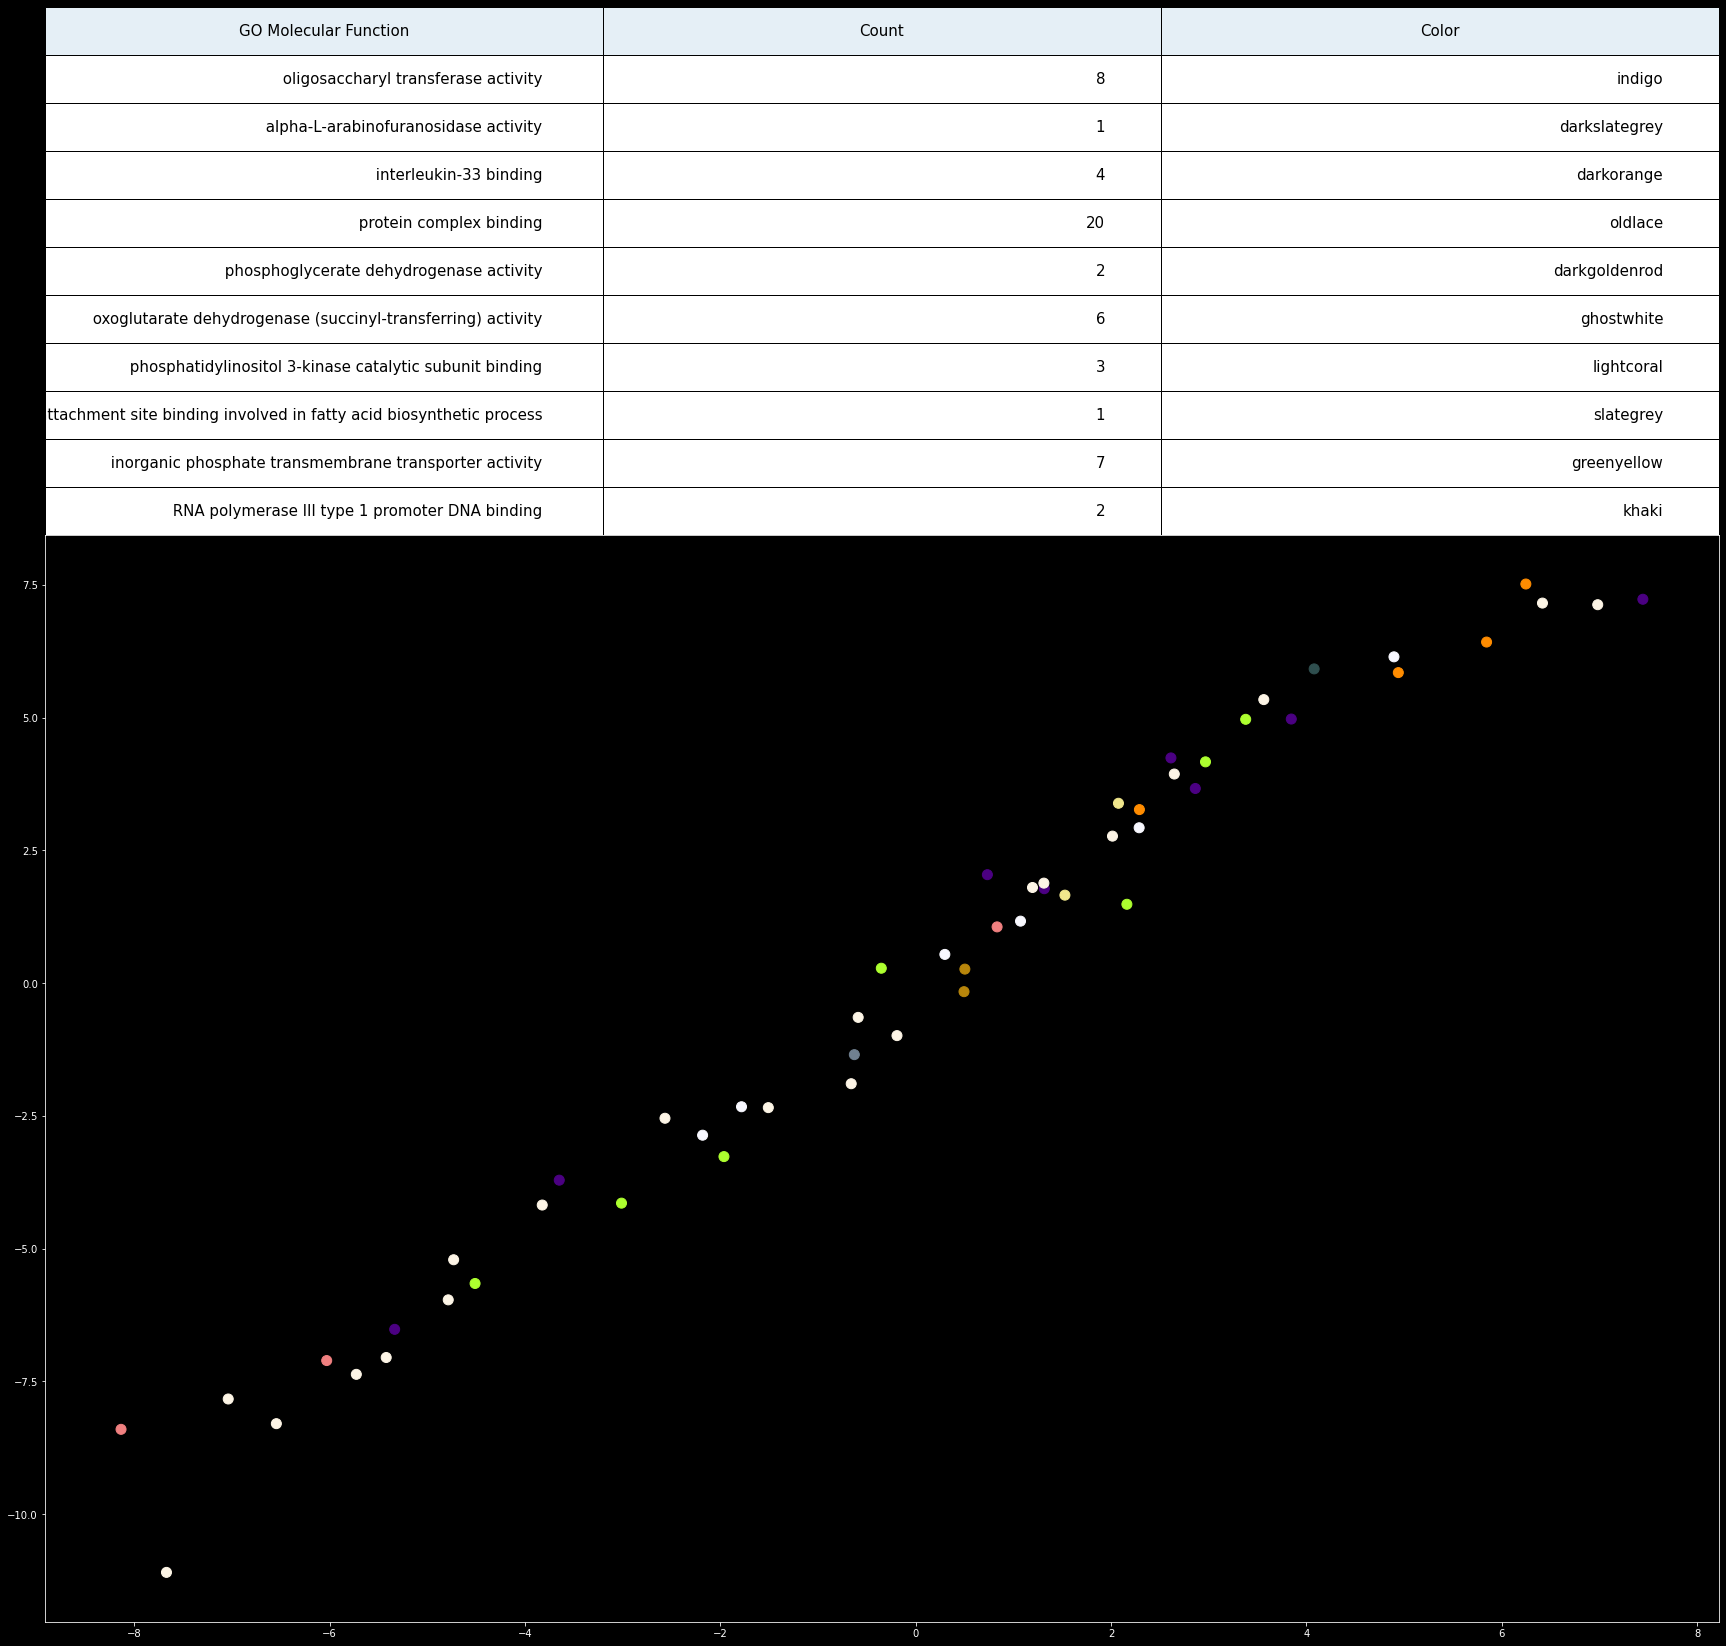 GO Molecular Function Count Color
oligosaccharyl transferase activity 8 indigo
alpha-L-arabinofuranosidase activity 1 darkslategrey
interleukin-33 binding 4 darkorange
protein complex binding 20 oldlace
phosphoglycerate dehydrogenase activity 2 darkgoldenrod
oxoglutarate dehydrogenase (succinyl-transferring) activity 6 ghostwhite
phosphatidylinositol 3-kinase catalytic subunit binding 3 lightcoral
ttachment site binding involved in fatty acid biosynthetic process 1 slategrey
inorganic phosphate transmembrane transporter activity 7 greenyellow
RNA polymerase III type 1 promoter DNA binding 2 khaki
7.5
5.0
2.5
0.0
−2.5
−5.0
−7.5
−10.0
−8 −6 −4 −2 0 2 4 6 8